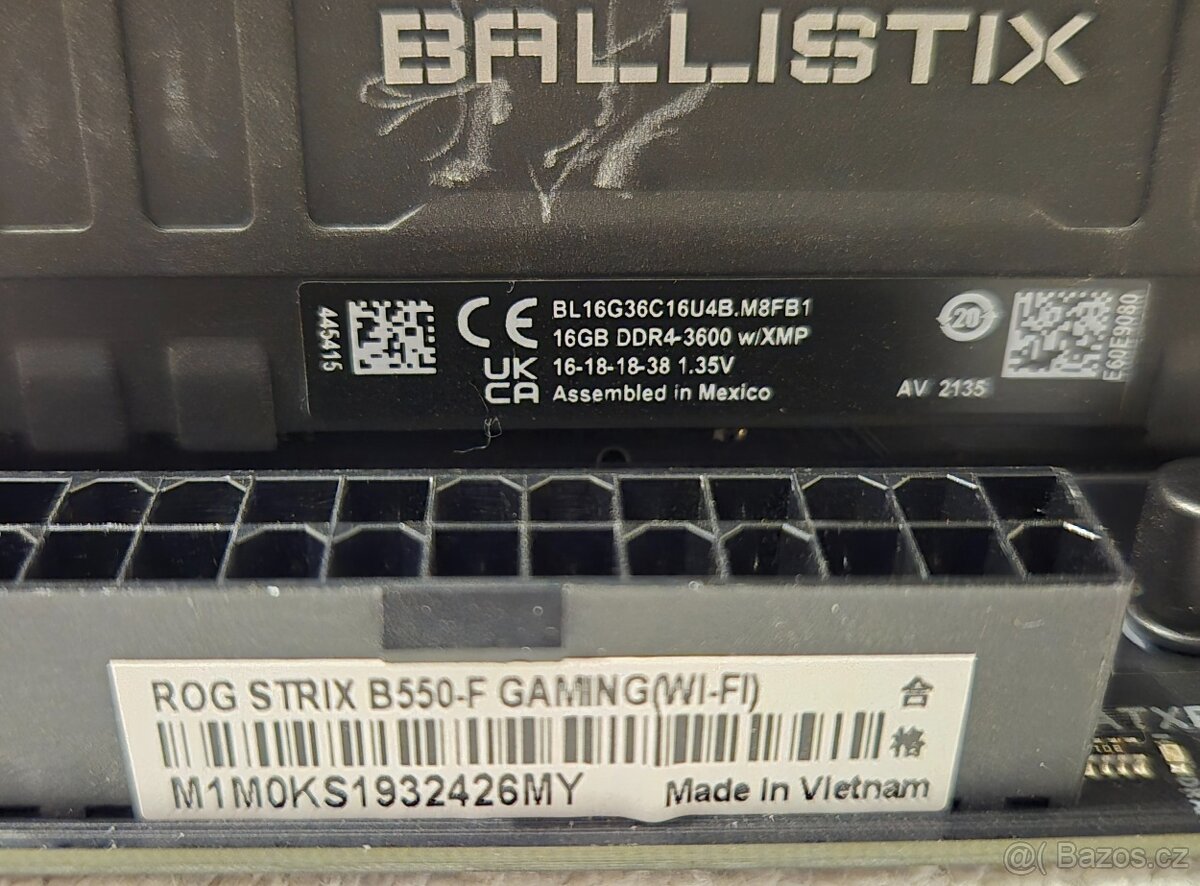 BALLISTIX
445415
CE BL16G36C16U4B.M8FB1
16GB DDR4-3600 w/XMP
UK
CA
16-18-18-38 1.35V
Assembled in Mexico
20
AV 2135
E60E9080
ROG STRIX B550-F GAMING(WI-FI)
合
格
M1M0KS1932426MY
Made In Vietnam
@( Bazos.cz